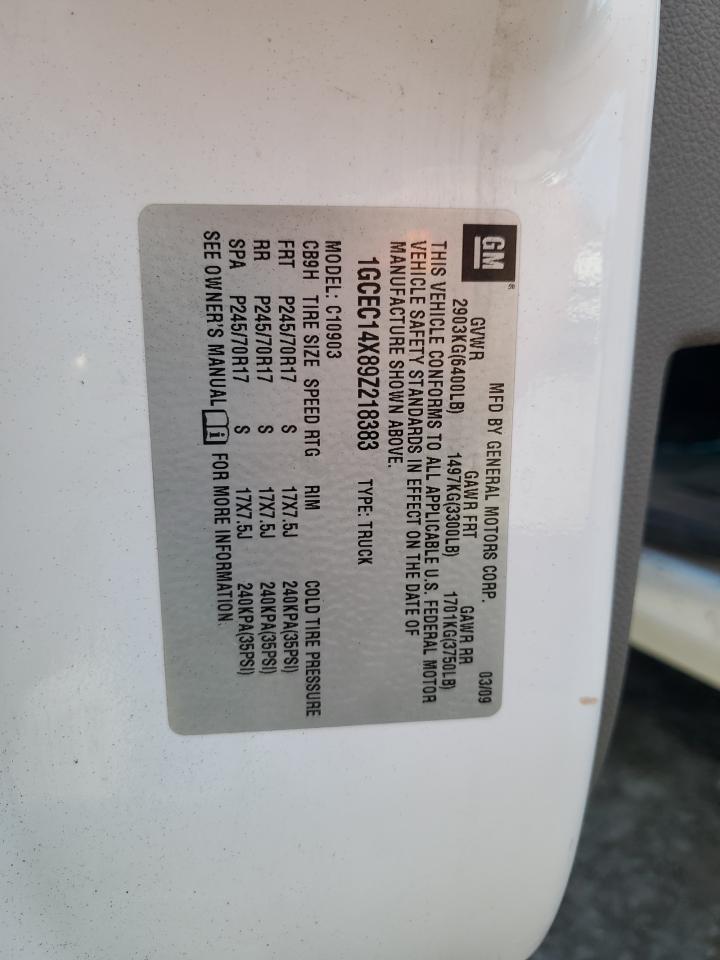 GM ® MFD BY GENERAL MOTORS CORP. 03/09
GVWR GAWR FRT GAWR RR
2903KG(6400LB) 1497KG(3300LB) 1701KG(3750LB)
THIS VEHICLE CONFORMS TO ALL APPLICABLE U.S. FEDERAL MOTOR
VEHICLE SAFETY STANDARDS IN EFFECT ON THE DATE OF
MANUFACTURE SHOWN ABOVE.
1GCEC14X89Z218383 TYPE: TRUCK
MODEL: C10903
CB9H TIRE SIZE SPEED RTG RIM COLD TIRE PRESSURE
FRT P245/70R17 S 17X7.5J 240KPA(35PSI)
RR P245/70R17 S 17X7.5J 240KPA(35PSI)
SPA P245/70R17 S 17X7.5J 240KPA(35PSI)
SEE OWNER'S MANUAL i FOR MORE INFORMATION.